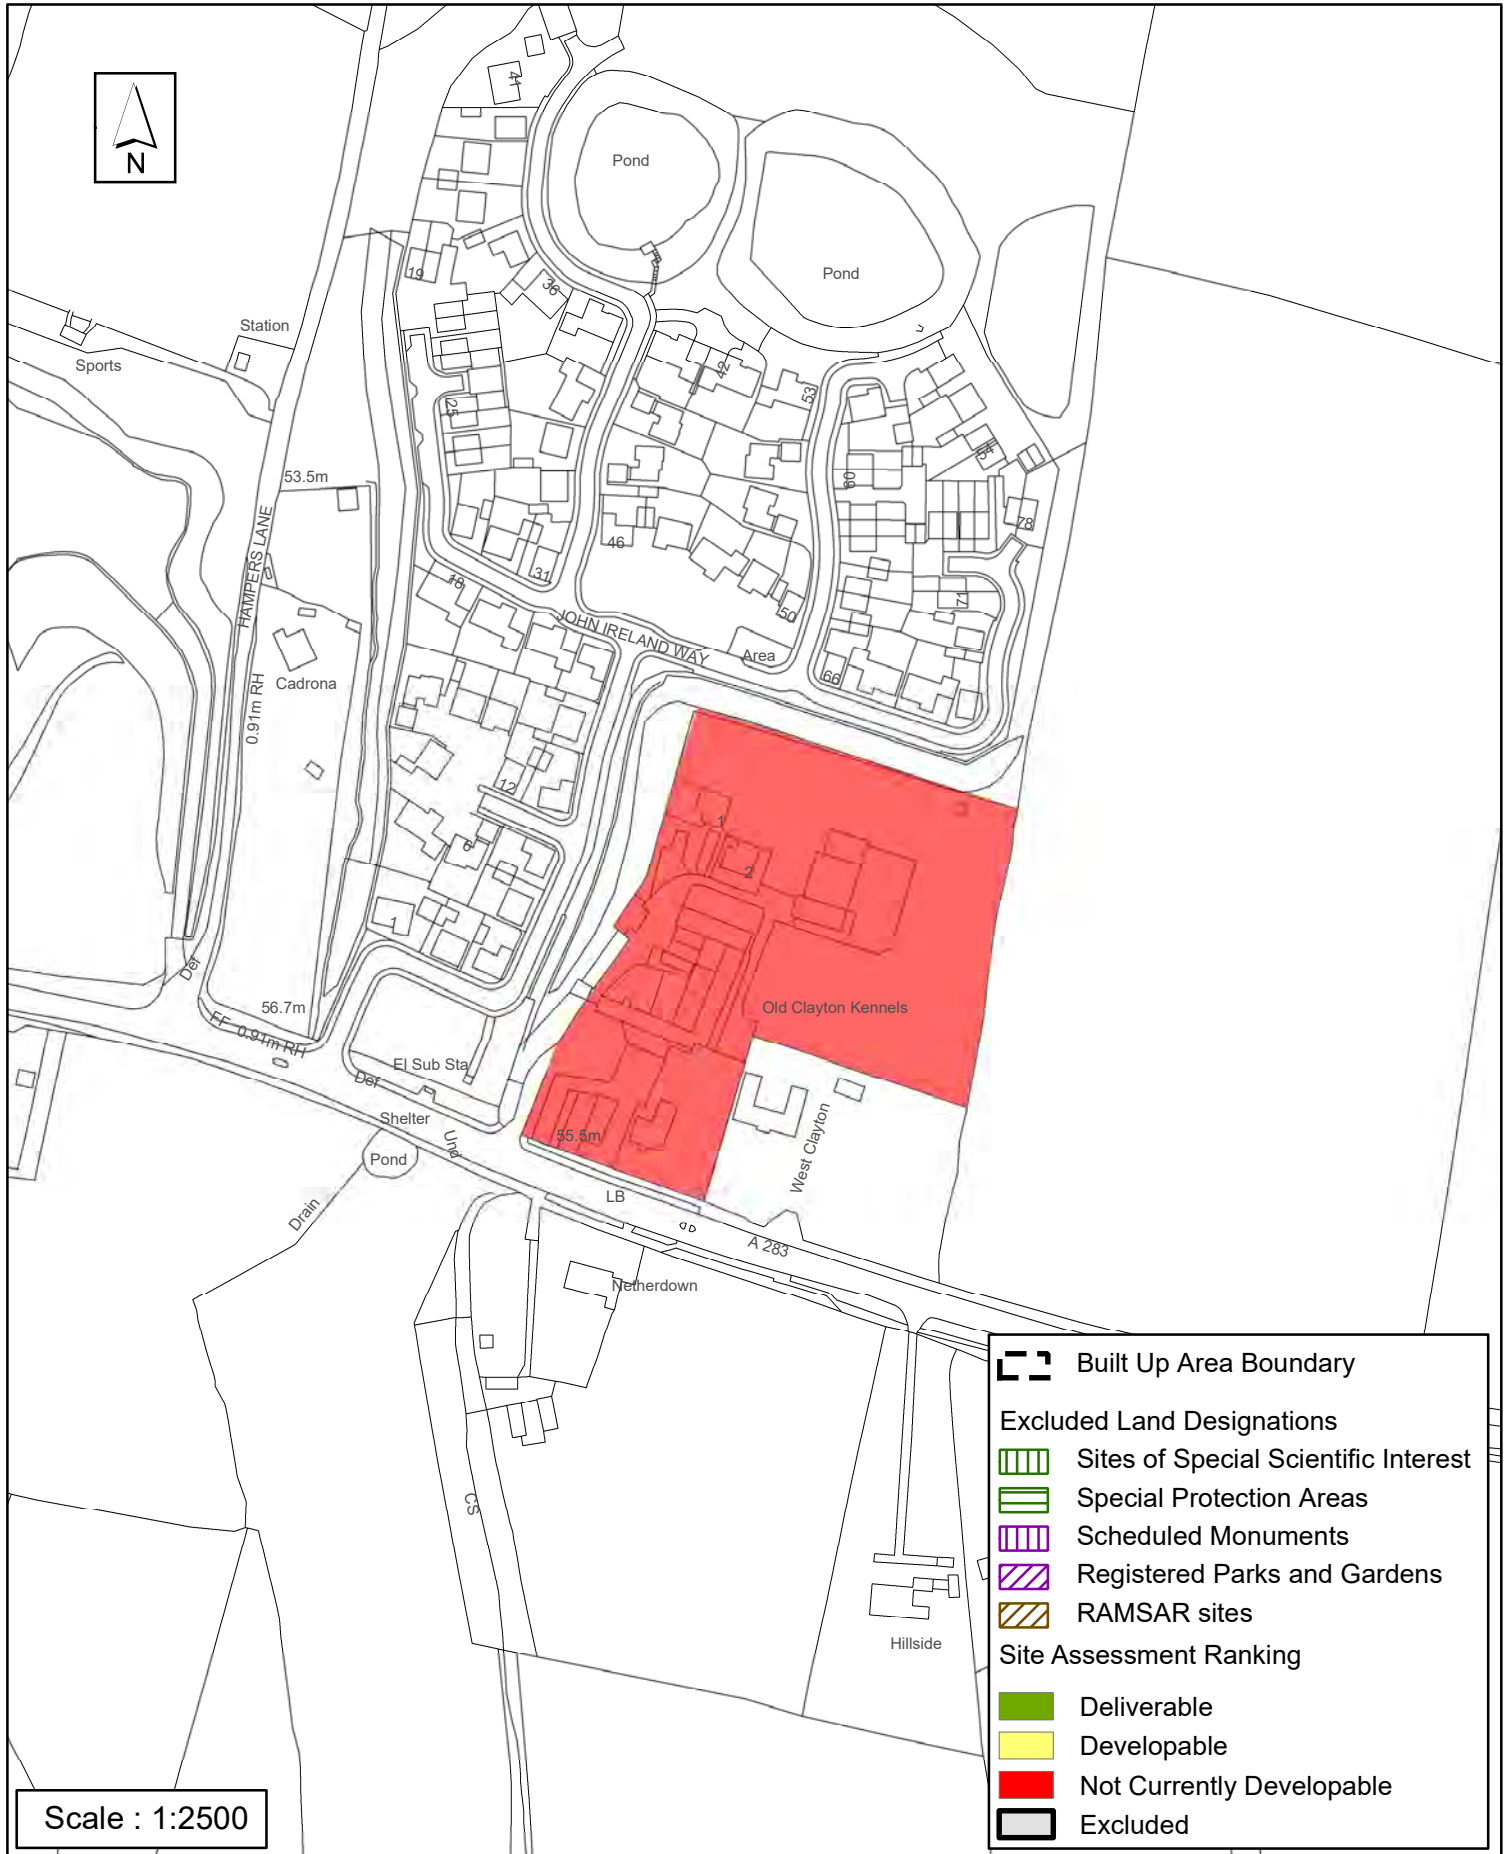 N
41
Pond
Pond
19
36
Station
Sports
42
53
25
54
53.5m
60
78
HAMPERS LANE
46
31
18
71
50
JOHN IRELAND WAY
Area
66
Cadrona
0.91m RH
12
1
6
2
1
Def
56.7m
Old Clayton Kennels
FF 0.91m RH
El Sub Sta
Def
Shelter
Und
55.5m
Pond
West Clayton
LB
Drain
A 283
Netherdown
CS
Hillside
Built Up Area Boundary
Excluded Land Designations
Sites of Special Scientific Interest
Special Protection Areas
Scheduled Monuments
Registered Parks and Gardens
RAMSAR sites
Site Assessment Ranking
Deliverable
Developable
Not Currently Developable
Excluded
Scale : 1:2500